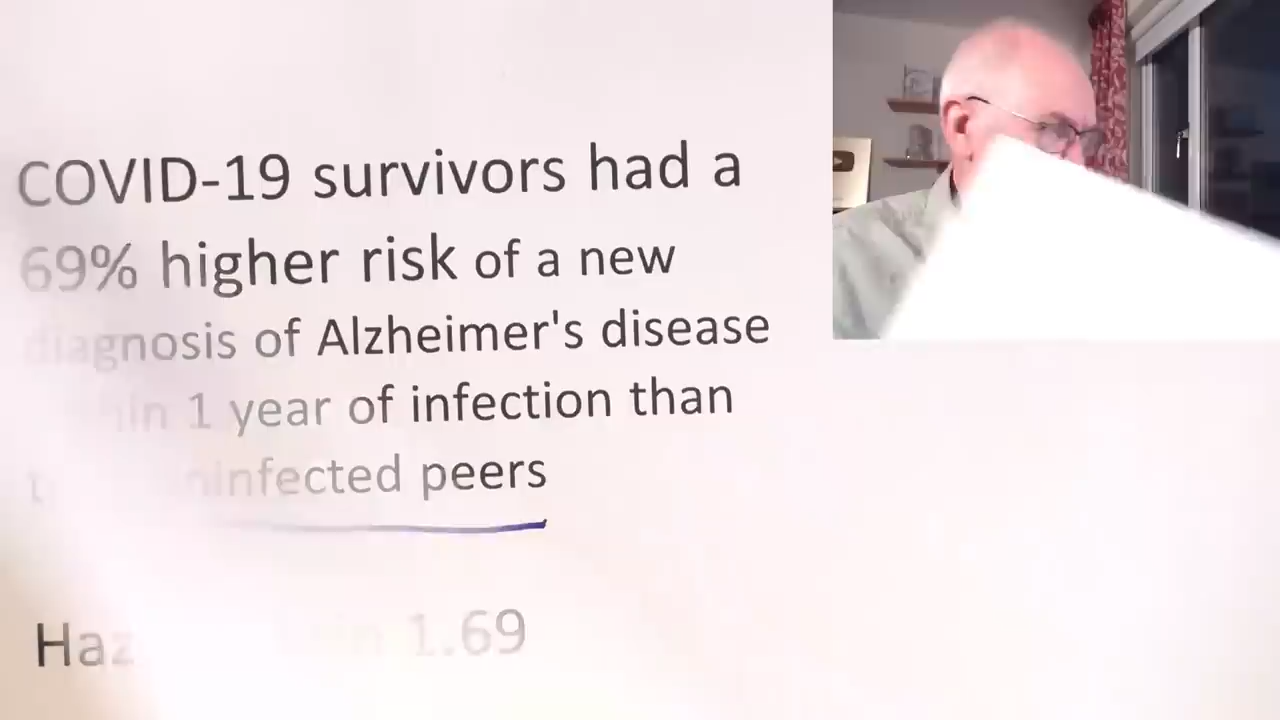 COVID-19 survivors had a
69% higher risk of a new
diagnosis of Alzheimer's disease
in 1 year of infection than
uninfected peers
1.69